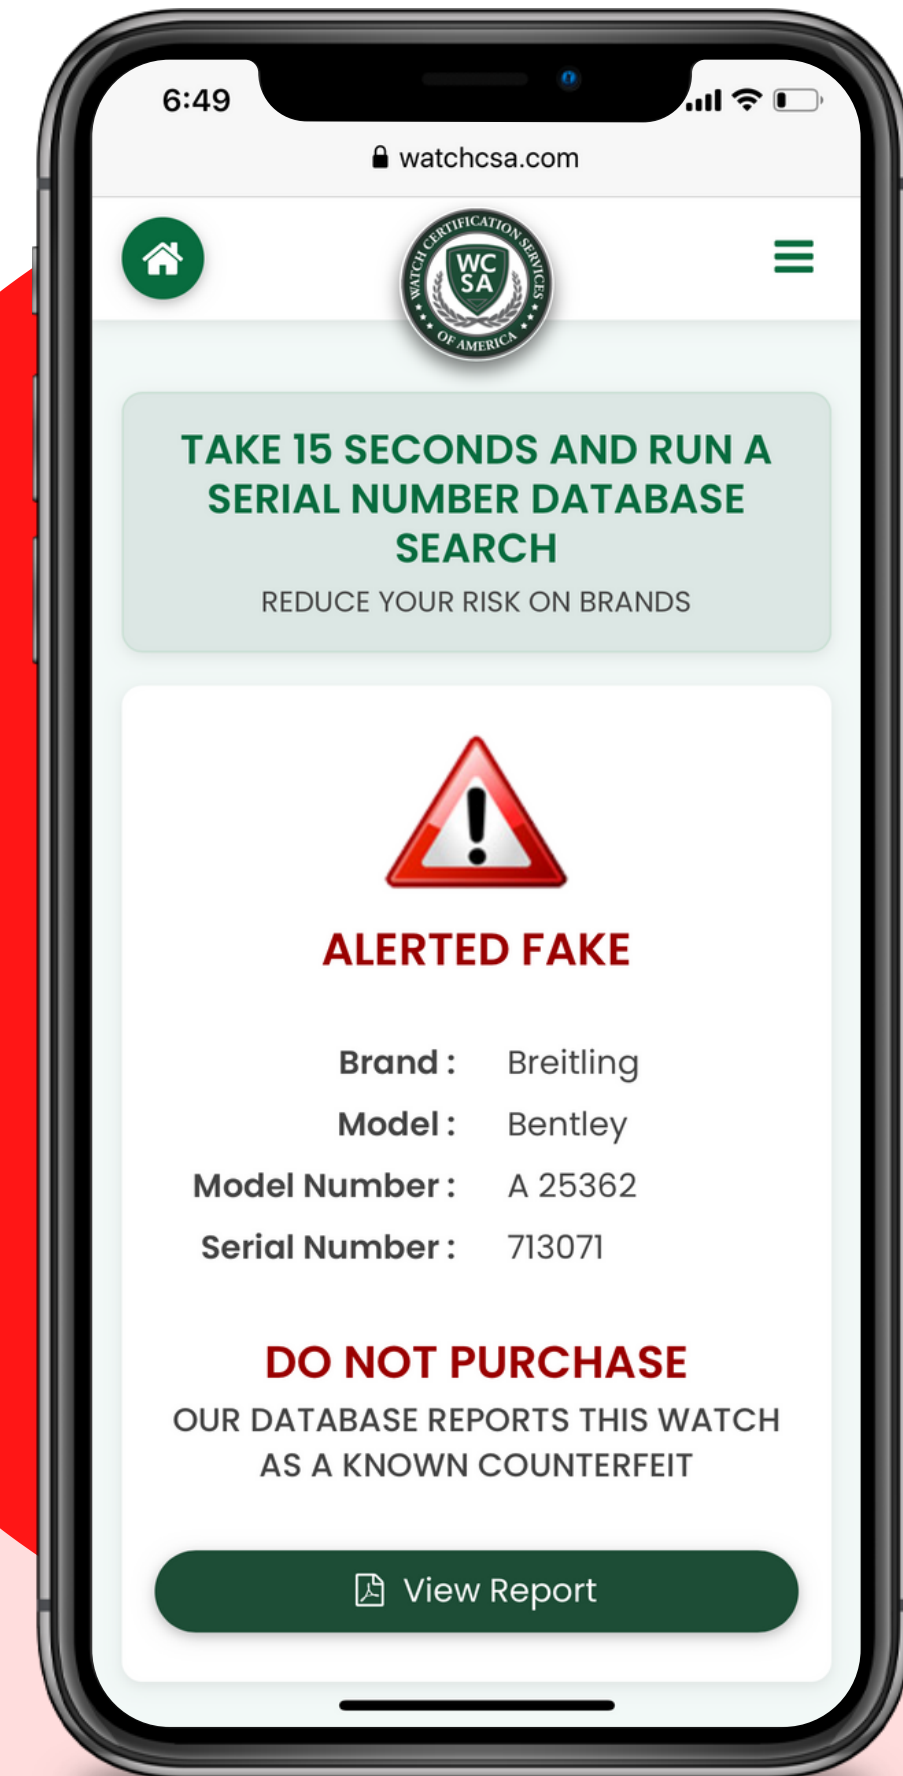 6:49
watchcsa.com
WATCH CERTIFICATION SERVICES
WC
SA
OF AMERICA
TAKE 15 SECONDS AND RUN A
SERIAL NUMBER DATABASE
SEARCH
REDUCE YOUR RISK ON BRANDS
ALERTED FAKE
Brand : Breitling
Model : Bentley
Model Number : A 25362
Serial Number : 713071
DO NOT PURCHASE
OUR DATABASE REPORTS THIS WATCH
AS A KNOWN COUNTERFEIT
View Report